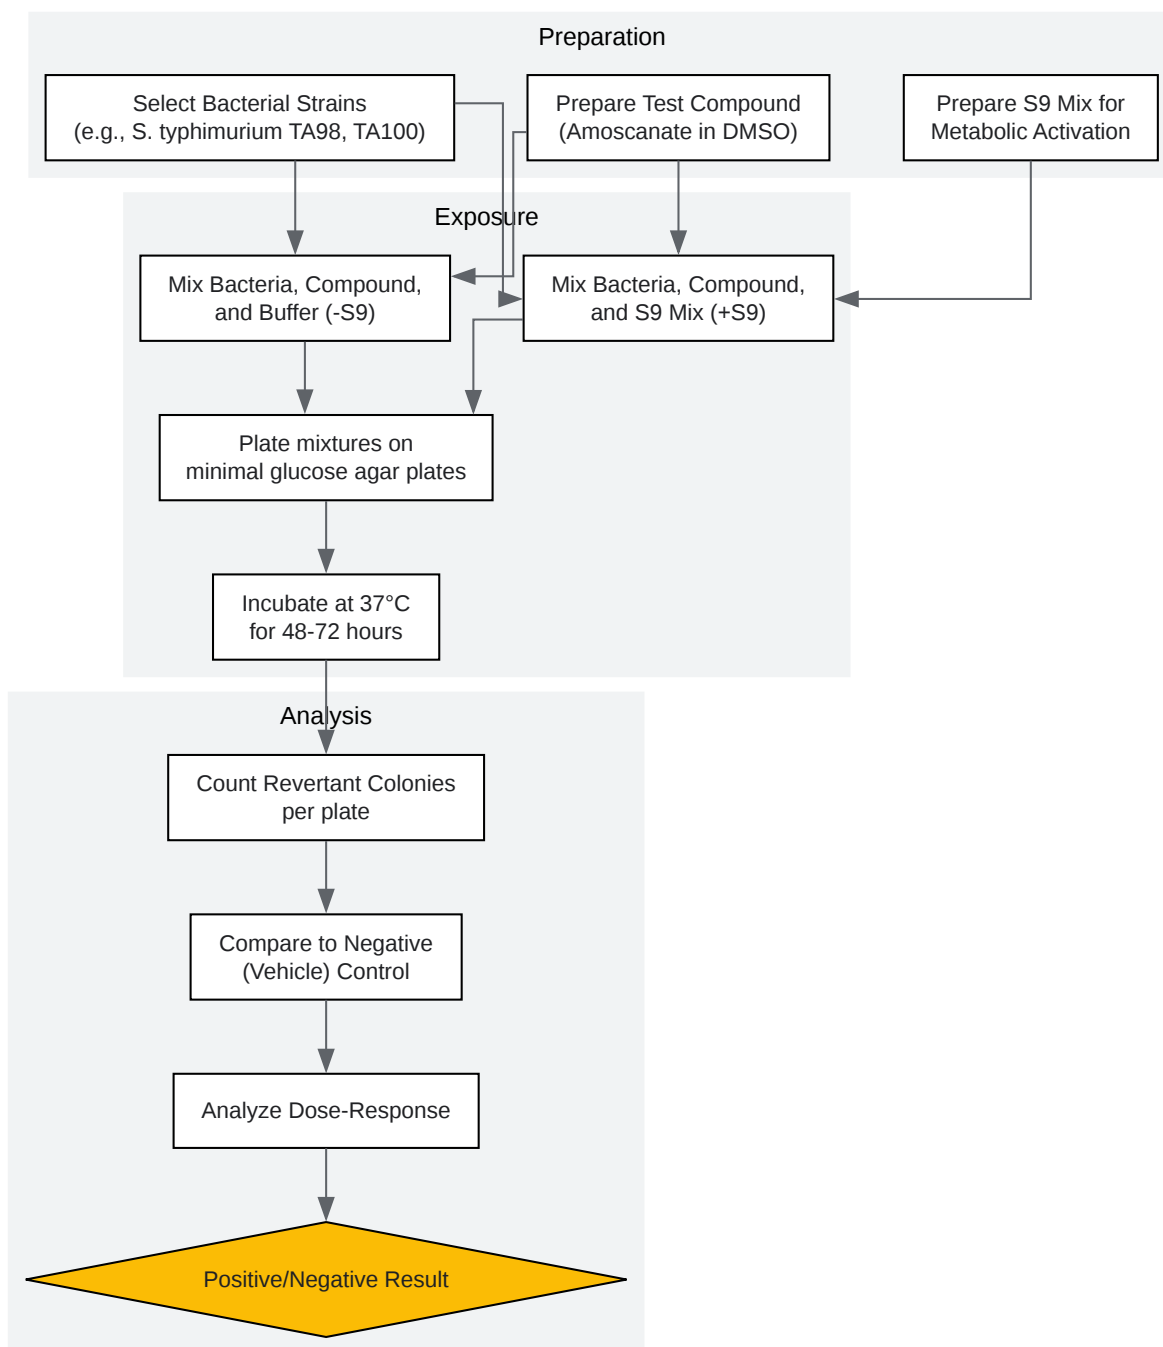 Preparation
Select Bacterial Strains
(e.g., S. typhimurium TA98, TA100)
Prepare Test Compound
(Amoscanate in DMSO)
Prepare S9 Mix for
Metabolic Activation
Exposure
Mix Bacteria, Compound,
and Buffer (-S9)
Mix Bacteria, Compound,
and S9 Mix (+S9)
Plate mixtures on
minimal glucose agar plates
Incubate at 37°C
for 48-72 hours
Analysis
Count Revertant Colonies
per plate
Compare to Negative
(Vehicle) Control
Analyze Dose-Response
Positive/Negative Result